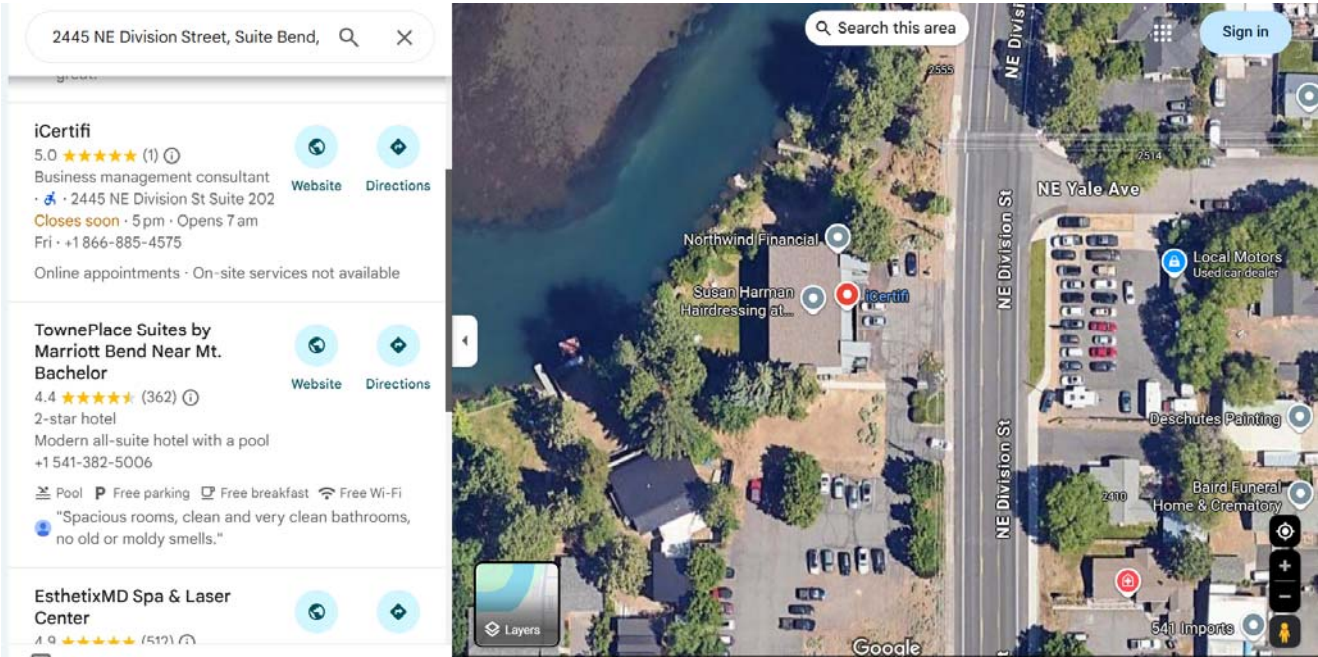 2445 NE Division Street, Suite Bend,
great.
iCertifi
5.0 ★★★★★ (1)
Business management consultant
· 2445 NE Division St Suite 202
Closes soon · 5 pm · Opens 7 am
Fri · +1 866-885-4575
Online appointments · On-site services not available
Website
Directions
TownePlace Suites by
Marriott Bend Near Mt.
Bachelor
4.4 (362)
2-star hotel
Modern all-suite hotel with a pool
+1 541-382-5006
Pool P Free parking Free breakfast Free Wi-Fi
"Spacious rooms, clean and very clean bathrooms,
no old or moldy smells."
Website
Directions
EsthetixMD Spa & Laser
Center
4.9 (512)
Search this area
Sign in
NE Divisi
2555
2514
NE Yale Ave
NE Division St
Northwind Financial
Susan Harman
Hairdressing at...
iCertifi
Local Motors
Used car dealer
NE Division St
Deschutes Painting
2410
Baird Funeral
Home & Crematory
541 Imports
Layers
Google
t